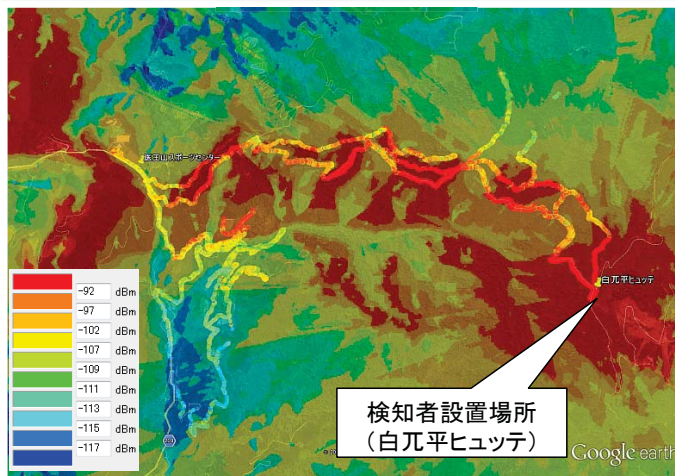 医王山スポーツセンター
白兀平ヒュッテ
-92 dBm
-97 dBm
-102 dBm
-107 dBm
-109 dBm
-111 dBm
-113 dBm
-115 dBm
-117 dBm
検知者設置場所
（白兀平ヒュッテ）
Google earth